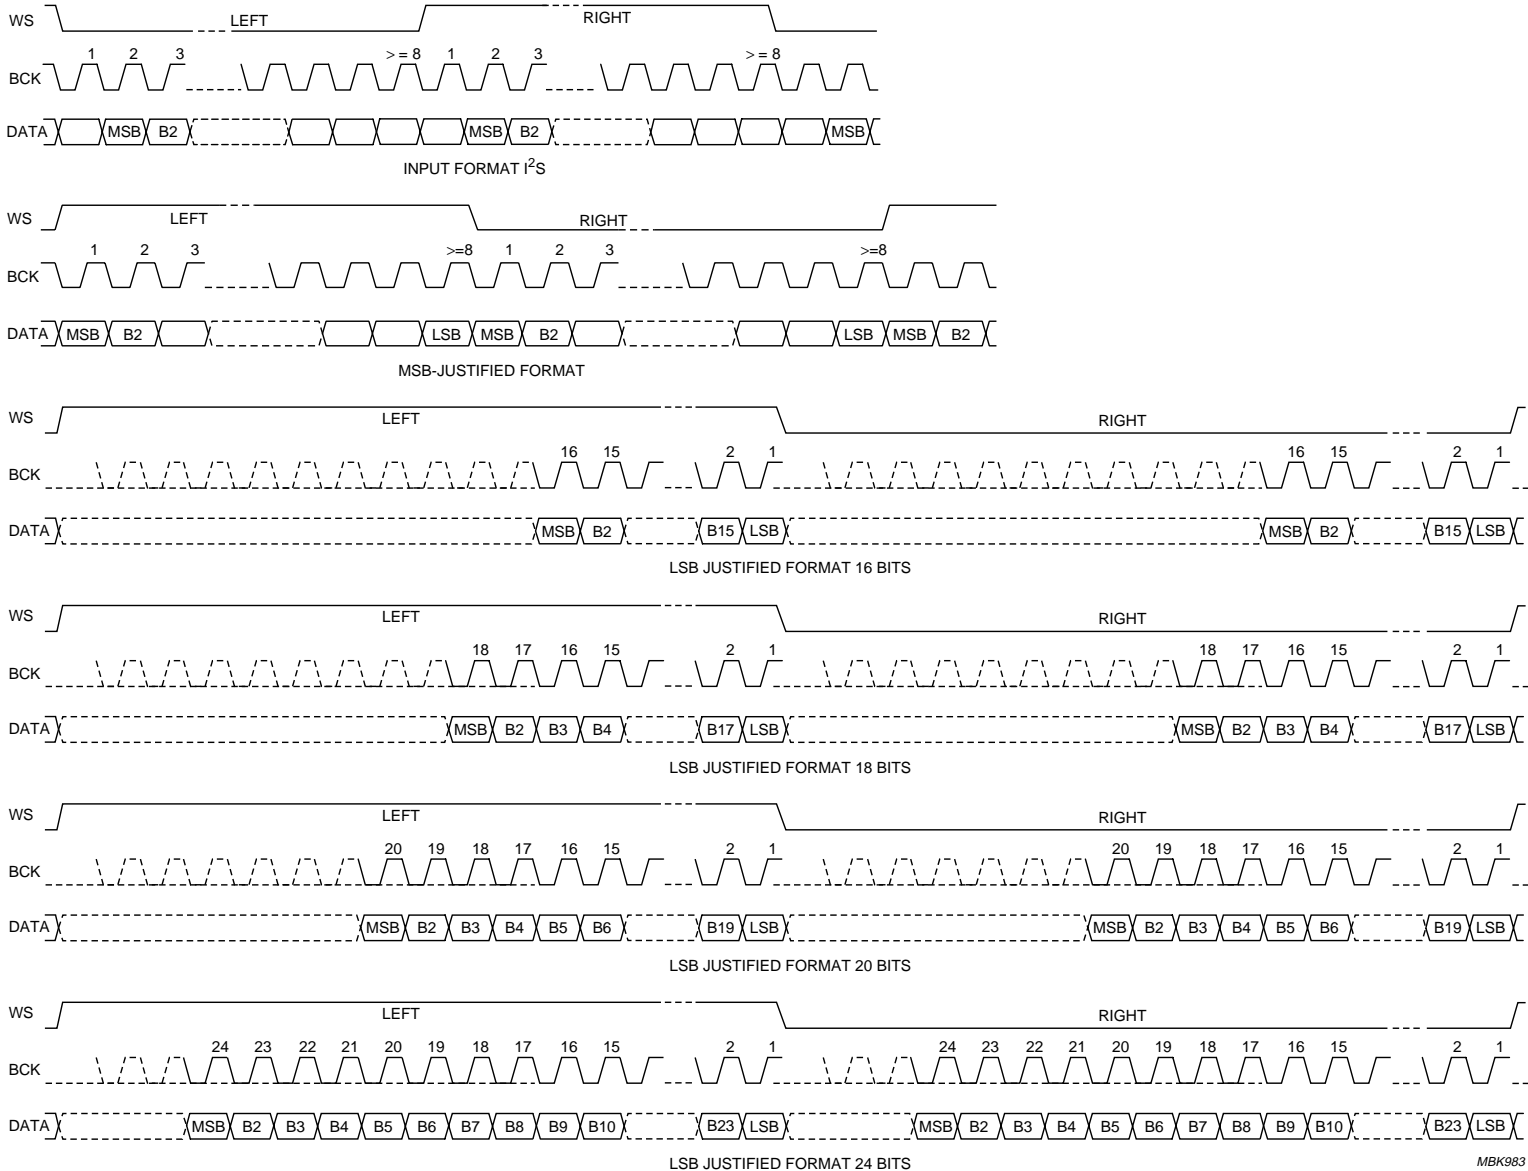 WS LEFT RIGHT
1 2 3 > = 8 1 2 3 > = 8
BCK
DATA MSB B2 MSB B2 MSB
INPUT FORMAT I2S
WS LEFT RIGHT
1 2 3 >=8 1 2 3 >=8
BCK
DATA MSB B2 LSB MSB B2 LSB MSB B2
MSB-JUSTIFIED FORMAT
WS LEFT RIGHT
16 15 2 1 16 15 2 1
BCK
DATA MSB B2 B15 LSB MSB B2 B15 LSB
LSB JUSTIFIED FORMAT 16 BITS
WS LEFT RIGHT
18 17 16 15 2 1 18 17 16 15 2 1
BCK
DATA MSB B2 B3 B4 B17 LSB MSB B2 B3 B4 B17 LSB
LSB JUSTIFIED FORMAT 18 BITS
WS LEFT RIGHT
20 19 18 17 16 15 2 1 20 19 18 17 16 15 2 1
BCK
DATA MSB B2 B3 B4 B5 B6 B19 LSB MSB B2 B3 B4 B5 B6 B19 LSB
LSB JUSTIFIED FORMAT 20 BITS
WS LEFT RIGHT
24 23 22 21 20 19 18 17 16 15 2 1 24 23 22 21 20 19 18 17 16 15 2 1
BCK
DATA MSB B2 B3 B4 B5 B6 B7 B8 B9 B10 B23 LSB MSB B2 B3 B4 B5 B6 B7 B8 B9 B10 B23 LSB
LSB JUSTIFIED FORMAT 24 BITS
MBK983